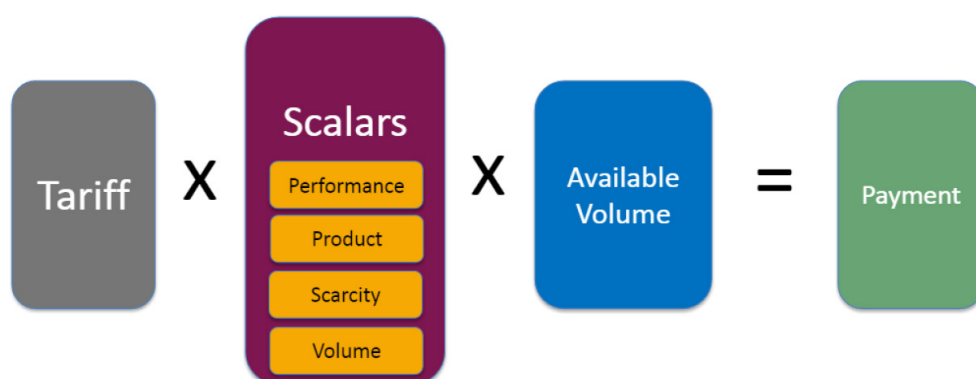 Tariff
X
Scalars
Performance
Product
Scarcity
Volume
X
Available
Volume
=
Payment